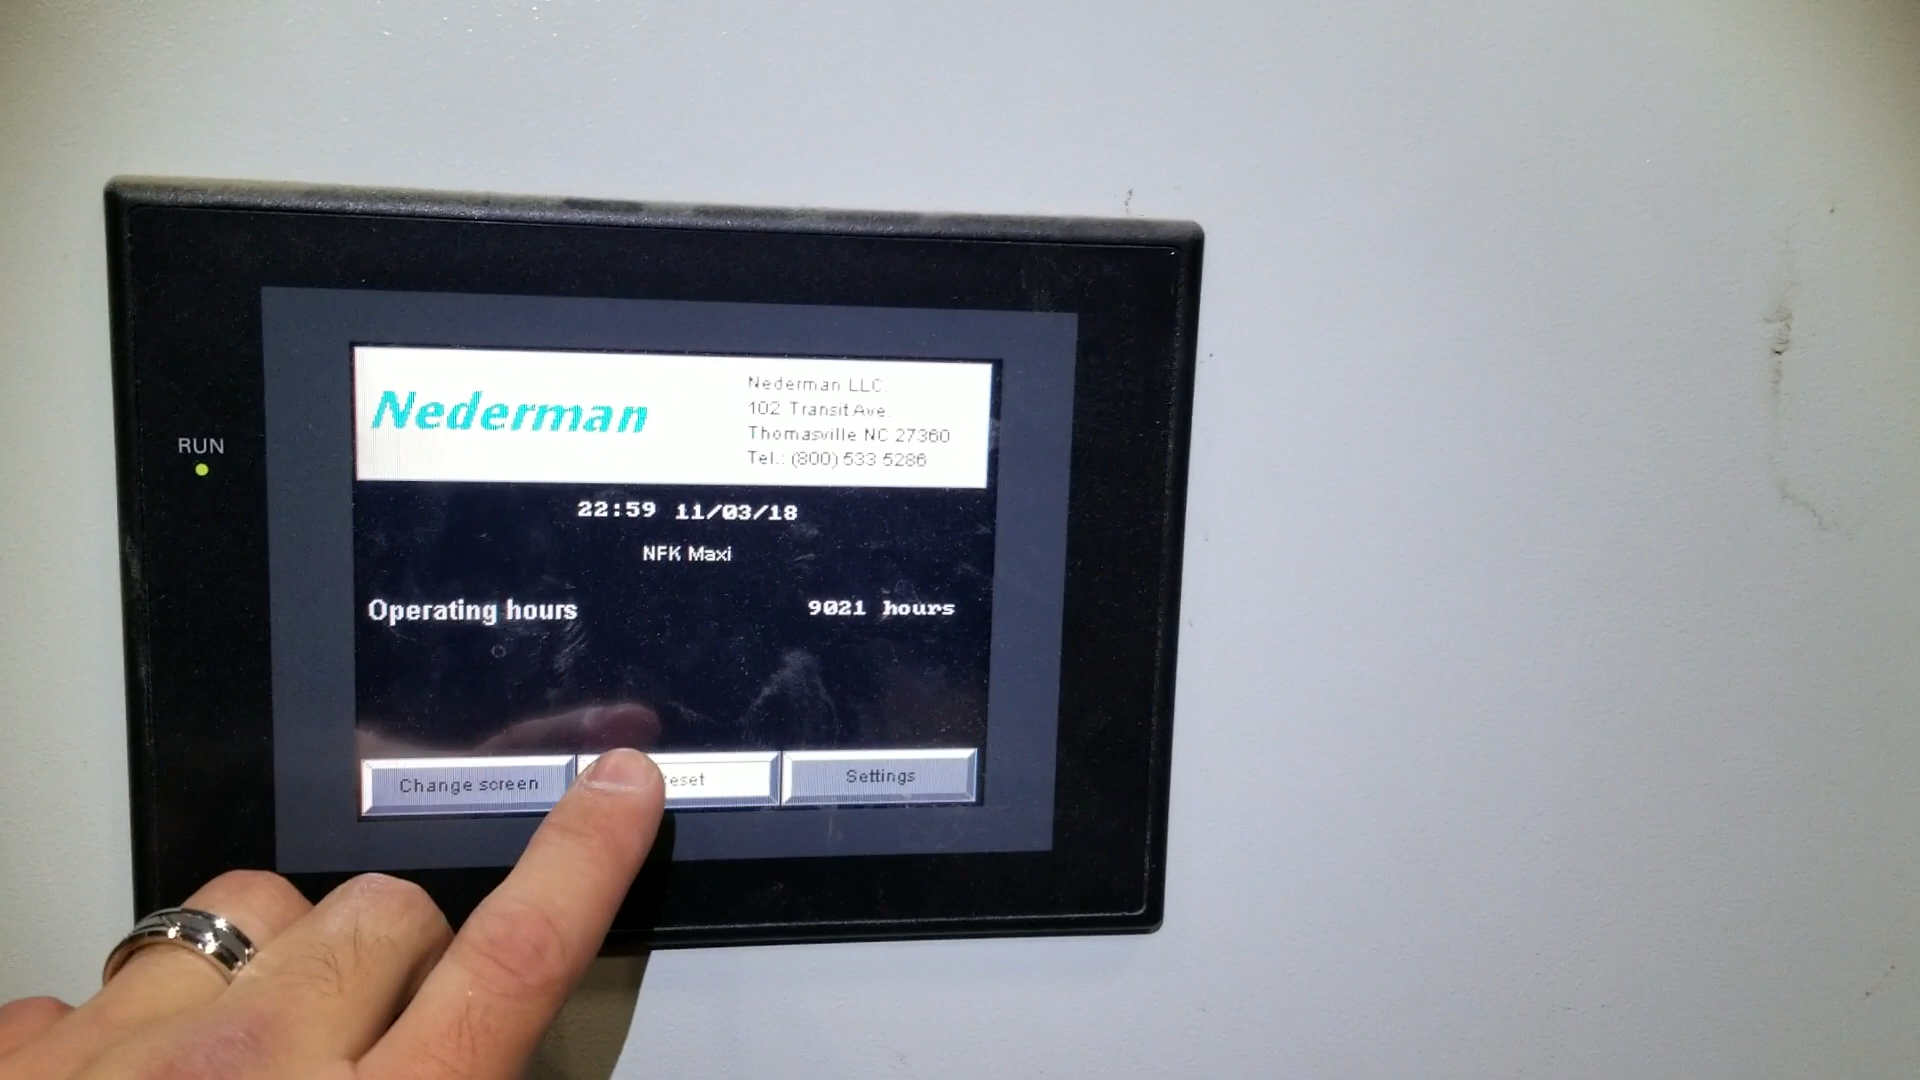 Nederman
Nederman LLC.
102 Transit Ave.
Thomasville NC 27360
Tel.: (800) 533 5286
RUN
22:59 11/03/18
NFK Maxi
Operating hours 9021 hours
Change screen eset Settings